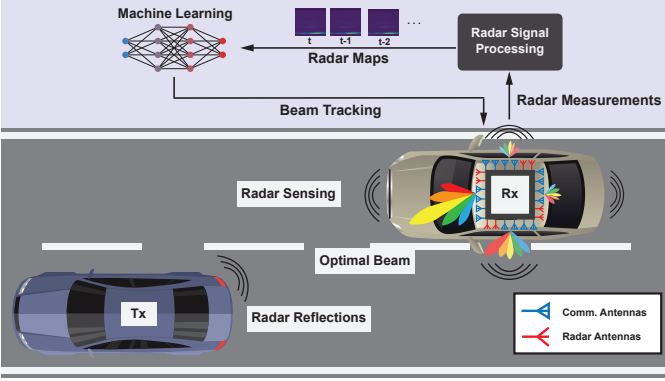 Machine Learning
t
t-1
t-2
...
Radar Maps
Radar Signal
Processing
Beam Tracking
Radar Measurements
Radar Sensing
Rx
Optimal Beam
Tx
Radar Reflections
Comm. Antennas
Radar Antennas